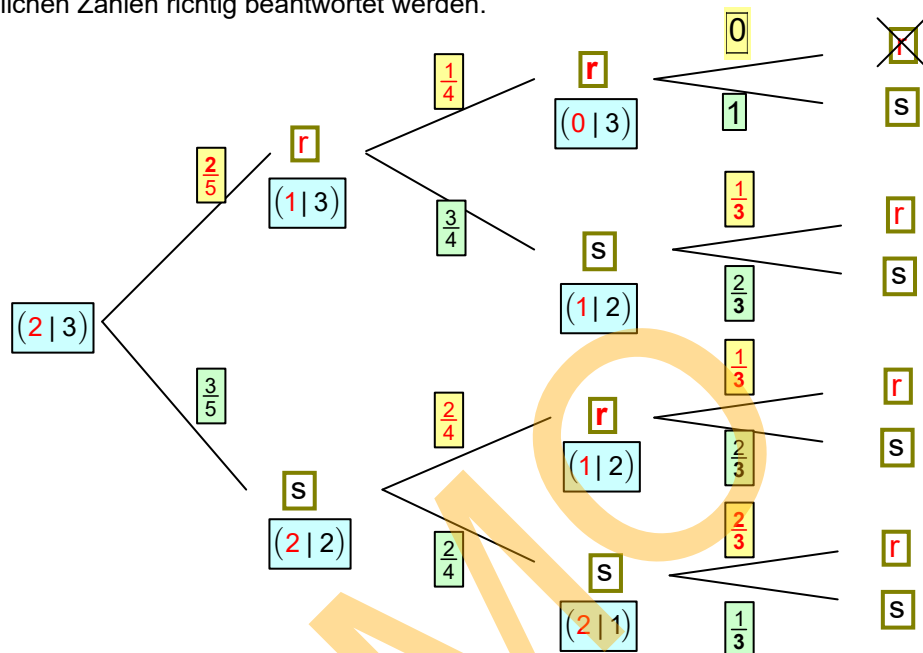 lichen Zahlen richtig beantwortet werden.
0
r
1/4
r
1
s
(0 | 3)
r
2/5
(1 | 3)
1/3
r
3/4
s
s
2/3
(1 | 2)
(2 | 3)
1/3
r
3/5
2/4
r
2/3
s
(1 | 2)
s
2/3
(2 | 2)
r
2/4
s
s
(2 | 1)
1/3
MO